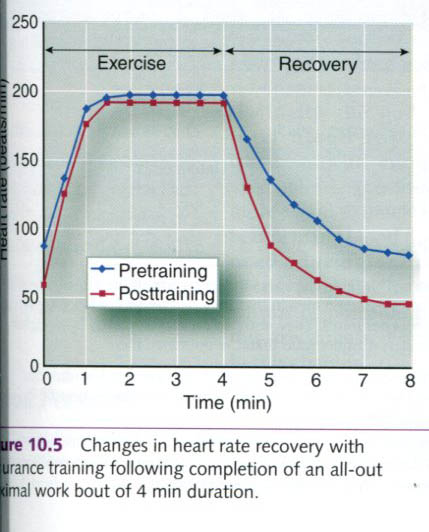 250
Exercise Recovery
200
150
100
Pretraining
Posttraining
50
0
0 1 2 3 4 5 6 7 8
Time (min)
10.5 Changes in heart rate recovery with
training following completion of an all-out
work bout of 4 min duration.